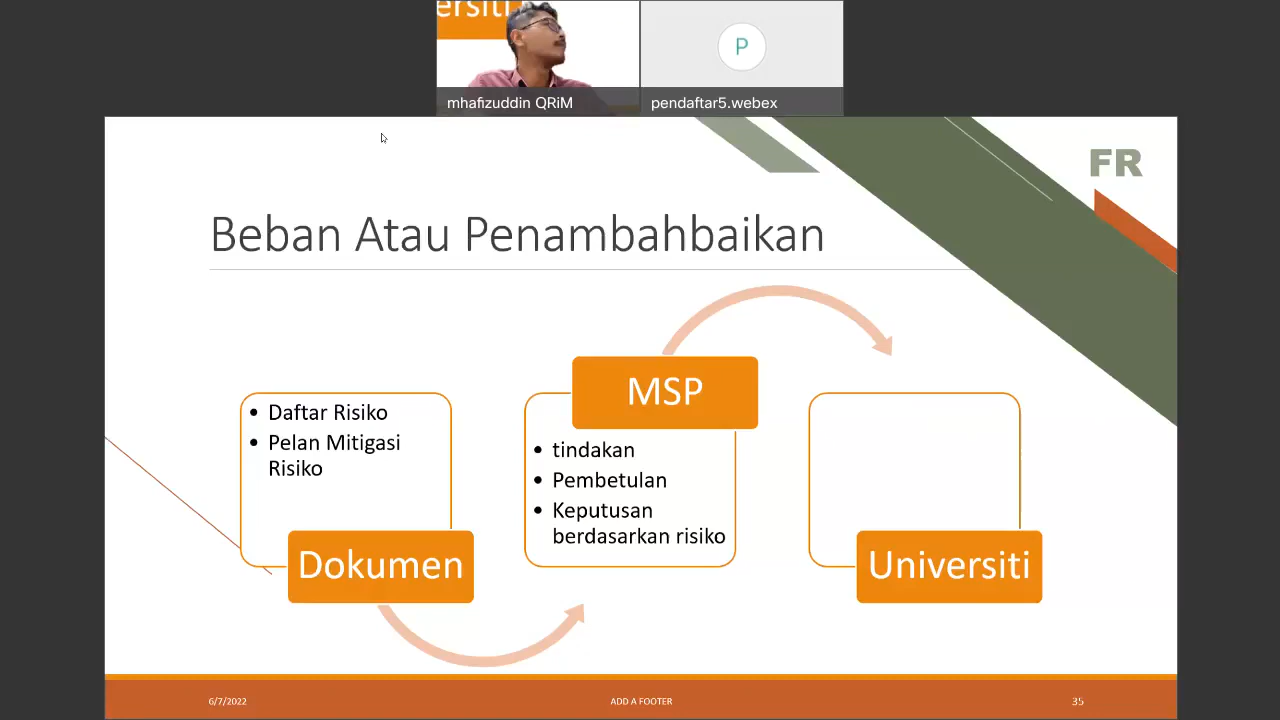 ersiti
P
mhafizuddin QRiM
pendaftar5.webex
FR
Beban Atau Penambahbaikan
• Daftar Risiko
• Pelan Mitigasi
Risiko
Dokumen
MSP
• tindakan
• Pembetulan
• Keputusan
berdasarkan risiko
Universiti
6/7/2022
ADD A FOOTER
35